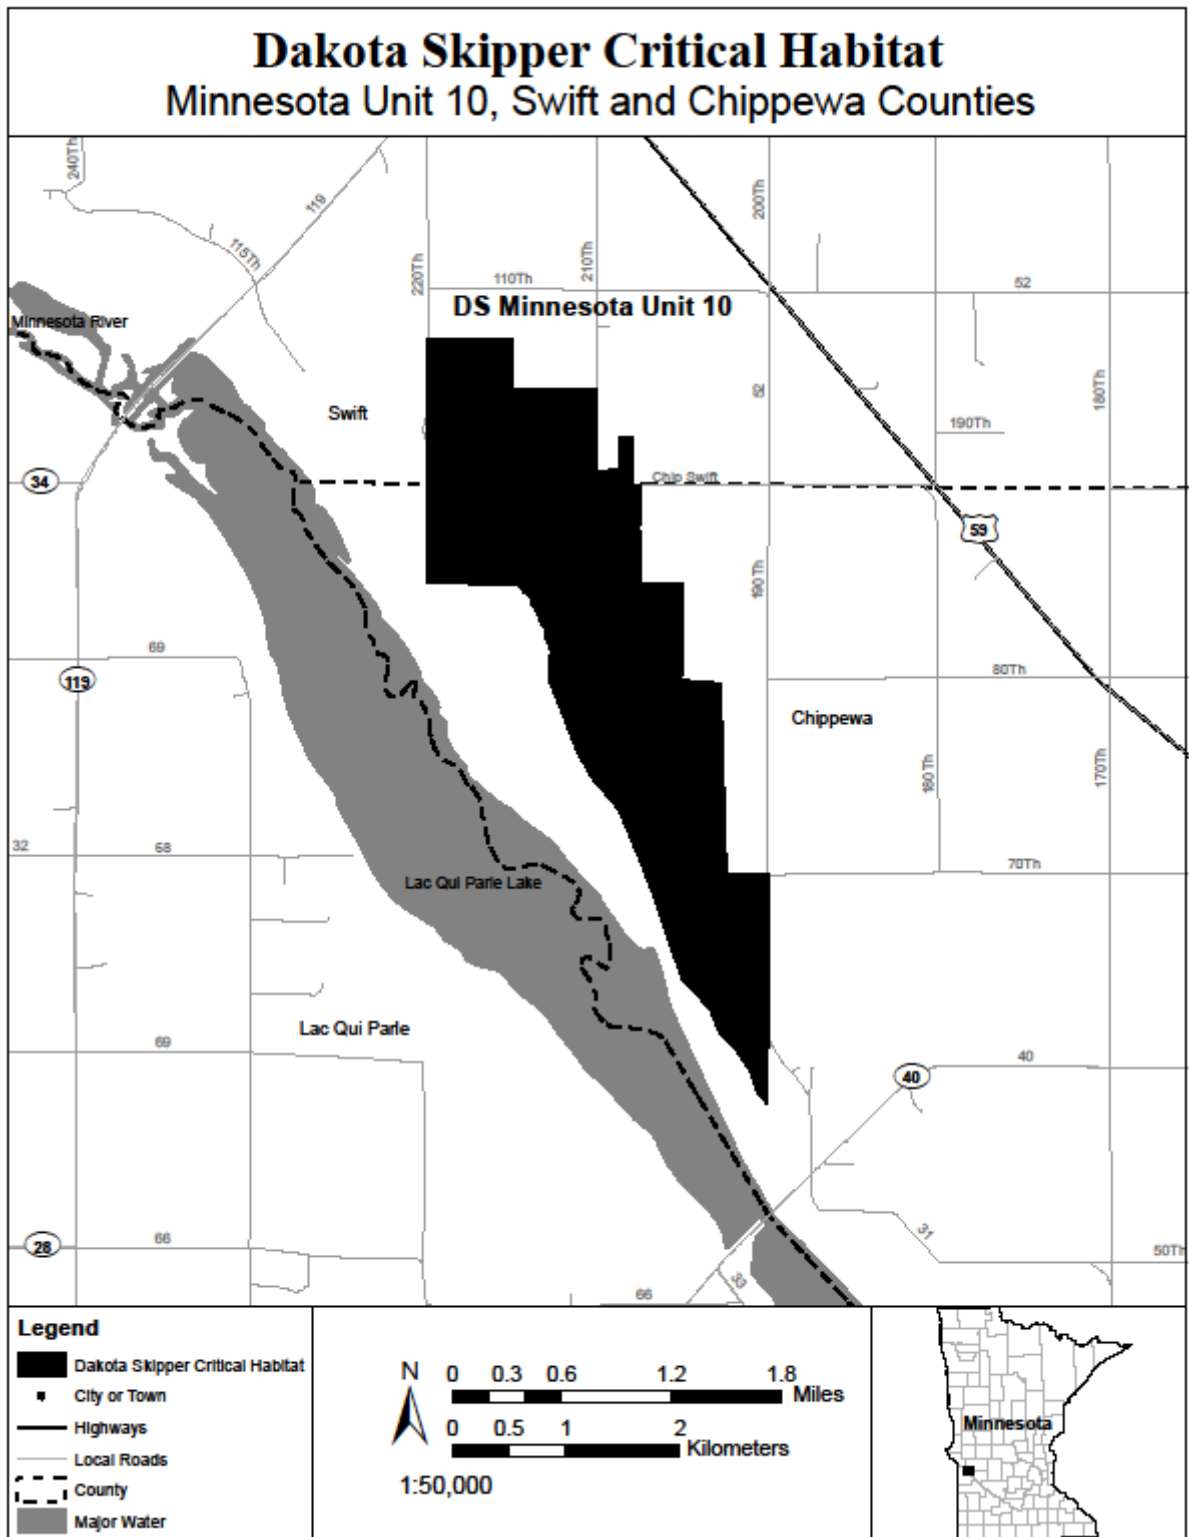 Dakota Skipper Critical Habitat
Minnesota Unit 10, Swift and Chippewa Counties
240Th
119
115Th
220Th
110Th
210Th
200Th
52
DS Minnesota Unit 10
Minnesota River
Swift
52
180Th
190Th
34
Chip Swift
59
190Th
69
119
80Th
Chippewa
180Th
170Th
32
68
70Th
Lac Qui Parle Lake
Lac Qui Parle
69
40
40
28
66
31
50Th
33
66
Legend
Dakota Skipper Critical Habitat
City or Town
Highways
Local Roads
County
Major Water
N
0 0.3 0.6 1.2 1.8
Miles
0 0.5 1 2
Kilometers
1:50,000
Minnesota